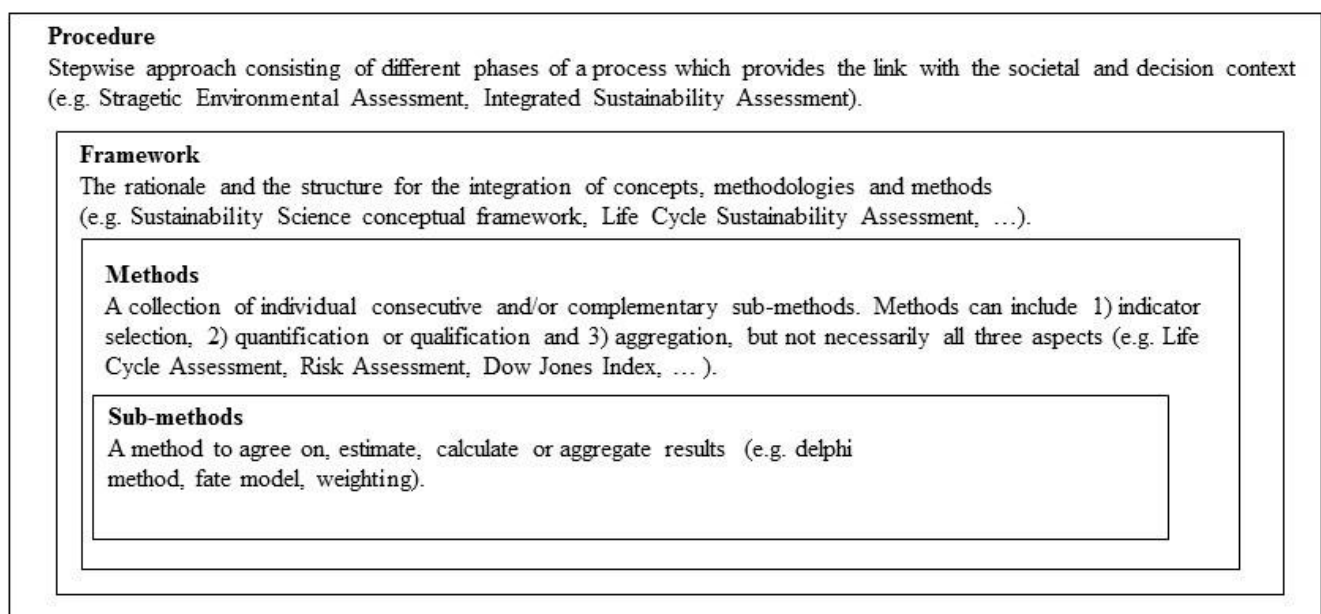 Procedure
Stepwise approach consisting of different phases of a process which provides the link with the societal and decision context
(e.g. Stragetic Environmental Assessment, Integrated Sustainability Assessment).
Framework
The rationale and the structure for the integration of concepts, methodologies and methods
(e.g. Sustainability Science conceptual framework, Life Cycle Sustainability Assessment, …).
Methods
A collection of individual consecutive and/or complementary sub-methods. Methods can include 1) indicator
selection, 2) quantification or qualification and 3) aggregation, but not necessarily all three aspects (e.g. Life
Cycle Assessment, Risk Assessment, Dow Jones Index, … ).
Sub-methods
A method to agree on, estimate, calculate or aggregate results (e.g. delphi
method, fate model, weighting).